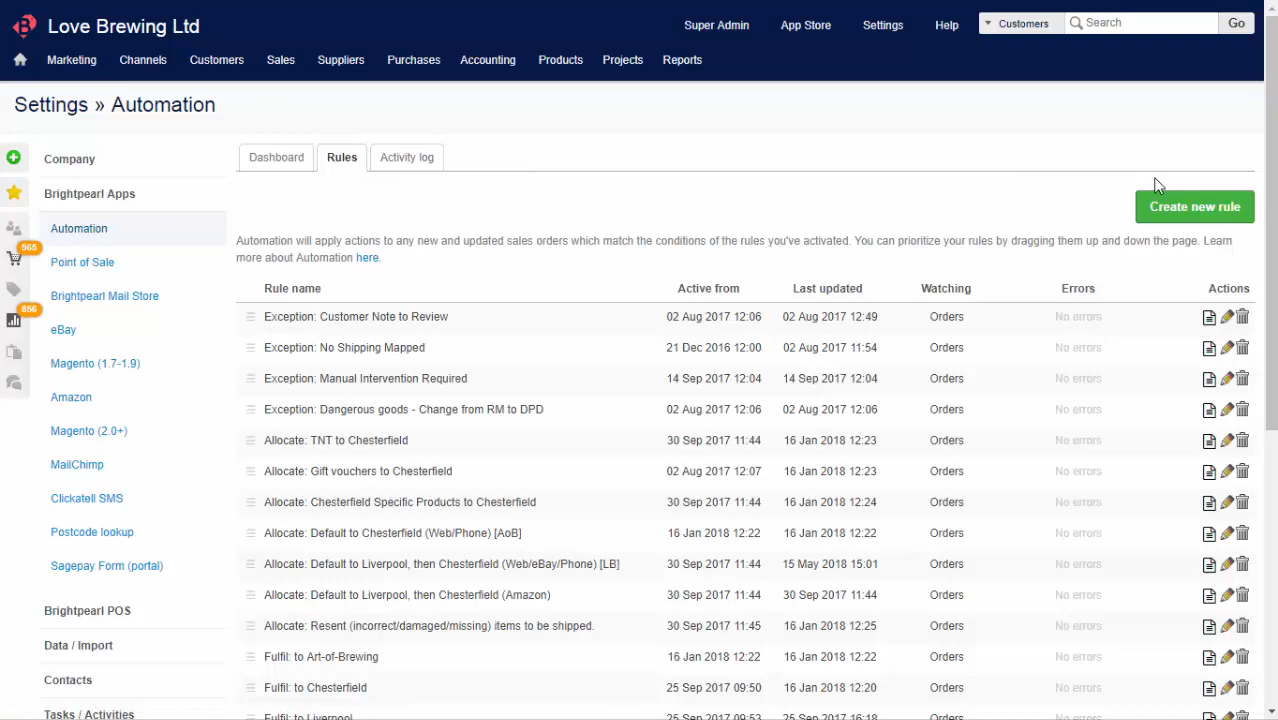 Love Brewing Ltd
Super Admin App Store Settings Help Customers Search Go
Marketing Channels Customers Sales Suppliers Purchases Accounting Products Projects Reports
Settings » Automation
Company
Brightpearl Apps
Automation
Point of Sale
Brightpearl Mail Store
eBay
Magento (1.7-1.9)
Amazon
Magento (2.0+)
MailChimp
Clickatell SMS
Postcode lookup
Sagepay Form (portal)
Brightpearl POS
Data / Import
Contacts
Tasks / Activities
565
856
Dashboard Rules Activity log
Create new rule
Automation will apply actions to any new and updated sales orders which match the conditions of the rules you've activated. You can prioritize your rules by dragging them up and down the page. Learn
more about Automation here.
Rule name Active from Last updated Watching Errors Actions
Exception: Customer Note to Review 02 Aug 2017 12:06 02 Aug 2017 12:49 Orders No errors
Exception: No Shipping Mapped 21 Dec 2016 12:00 02 Aug 2017 11:54 Orders No errors
Exception: Manual Intervention Required 14 Sep 2017 12:04 14 Sep 2017 12:04 Orders No errors
Exception: Dangerous goods - Change from RM to DPD 02 Aug 2017 12:06 02 Aug 2017 12:06 Orders No errors
Allocate: TNT to Chesterfield 30 Sep 2017 11:44 16 Jan 2018 12:23 Orders No errors
Allocate: Gift vouchers to Chesterfield 02 Aug 2017 12:07 16 Jan 2018 12:23 Orders No errors
Allocate: Chesterfield Specific Products to Chesterfield 30 Sep 2017 11:44 16 Jan 2018 12:24 Orders No errors
Allocate: Default to Chesterfield (Web/Phone) [AoB] 16 Jan 2018 12:22 16 Jan 2018 12:22 Orders No errors
Allocate: Default to Liverpool, then Chesterfield (Web/eBay/Phone) [LB] 30 Sep 2017 11:44 15 May 2018 15:01 Orders No errors
Allocate: Default to Liverpool, then Chesterfield (Amazon) 30 Sep 2017 11:44 30 Sep 2017 11:44 Orders No errors
Allocate: Resent (incorrect/damaged/missing) items to be shipped. 30 Sep 2017 11:45 16 Jan 2018 12:25 Orders No errors
Fulfil: to Art-of-Brewing 16 Jan 2018 12:22 16 Jan 2018 12:22 Orders No errors
Fulfil: to Chesterfield 25 Sep 2017 09:50 16 Jan 2018 12:20 Orders No errors
Fulfil: to Liverpool 25 Sep 2017 09:53 25 Sep 2017 16:18 Orders No errors